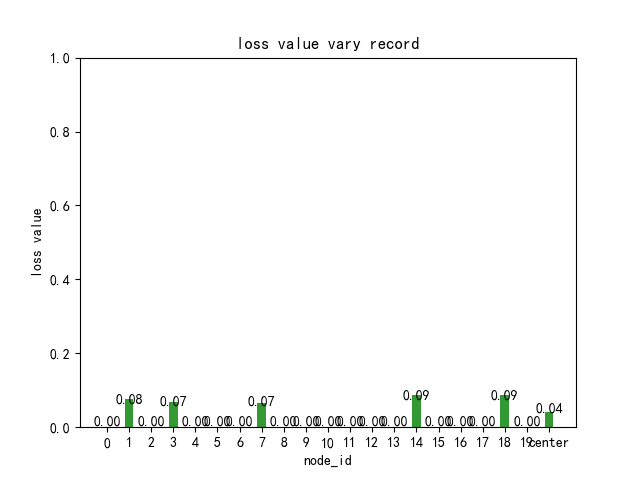 loss value vary record
1.0
0.8
0.6
0.4
0.2
0.0
loss value
0.00 0.08 0.00 0.07 0.00 0.00 0.00 0.07 0.00 0.00 0.00 0.00 0.00 0.00 0.09 0.00 0.00 0.00 0.09 0.00 0.04
0 1 2 3 4 5 6 7 8 9 10 11 12 13 14 15 16 17 18 19 center
node_id